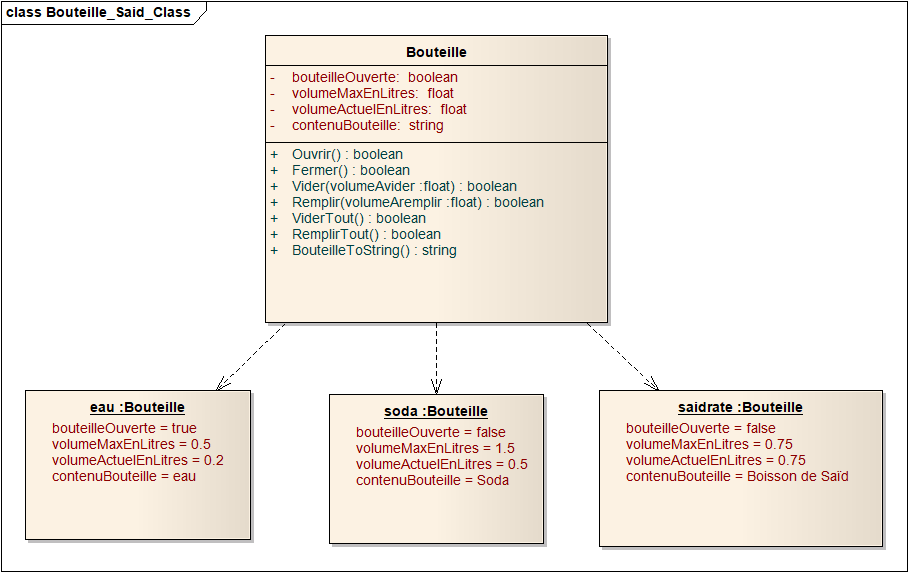 class Bouteille_Said_Class
Bouteille
- bouteilleOuverte: boolean
- volumeMaxEnLitres: float
- volumeActuelEnLitres: float
- contenuBouteille: string
+ Ouvrir() : boolean
+ Fermer() : boolean
+ Vider(volumeAvider :float) : boolean
+ Remplir(volumeAremplir :float) : boolean
+ ViderTout() : boolean
+ RemplirTout() : boolean
+ BouteilleToString() : string
eau :Bouteille
bouteilleOuverte = true
volumeMaxEnLitres = 0.5
volumeActuelEnLitres = 0.2
contenuBouteille = eau
soda :Bouteille
bouteilleOuverte = false
volumeMaxEnLitres = 1.5
volumeActuelEnLitres = 0.5
contenuBouteille = Soda
saidrate :Bouteille
bouteilleOuverte = false
volumeMaxEnLitres = 0.75
volumeActuelEnLitres = 0.75
contenuBouteille = Boisson de Saïd